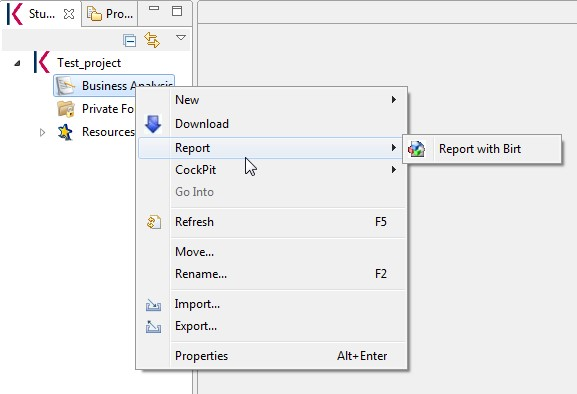 Stu...
Pro...
Test_project
Business Analysis
Private Fo
Resources
New
Download
Report
Report with Birt
CockPit
Go Into
Refresh F5
Move...
Rename... F2
Import...
Export...
Properties Alt+Enter